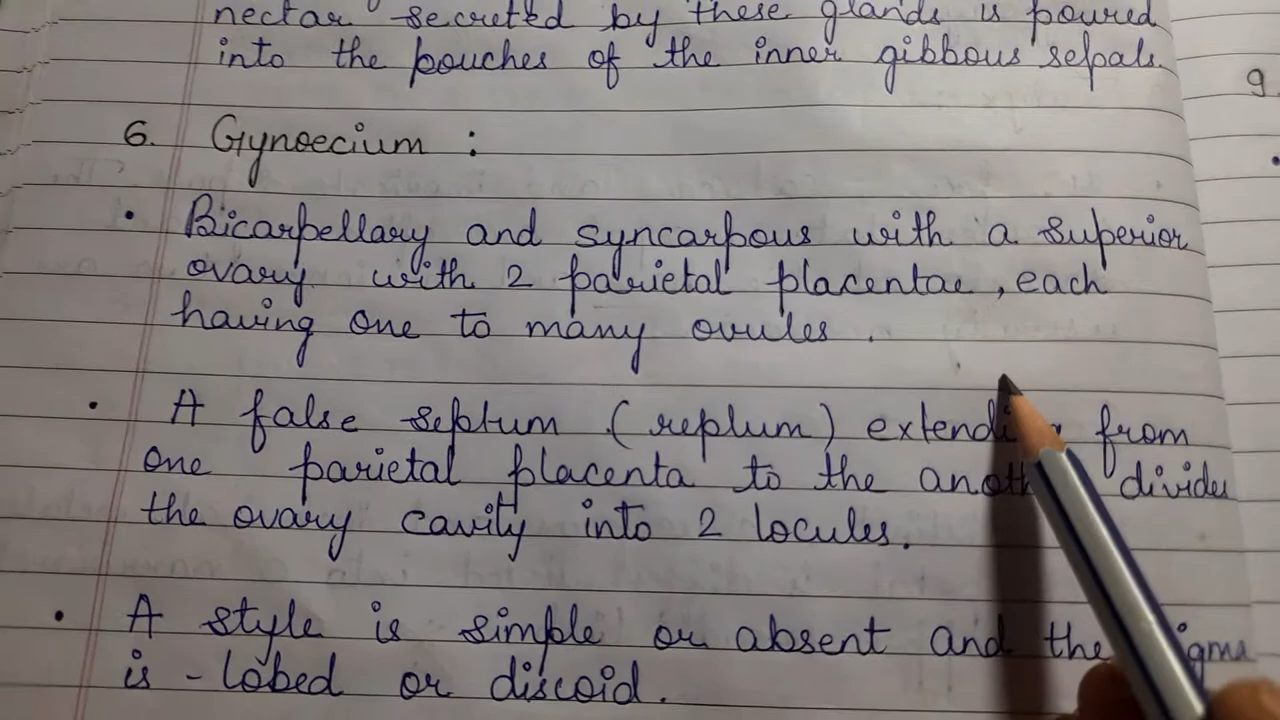 nectar secreted by these glands is poured
into the pouches of the inner gibbous sepals.
9.
6. Gynoecium :
• Bicarpellary and syncarpous with a superior
ovary with 2 parietal placentae, each
having one to many ovules.
• A false septum (replum) from
one parietal placenta to the divides
the ovary cavity into 2 locules.
• A style is simple or absent and the
is - lobed or discoid.